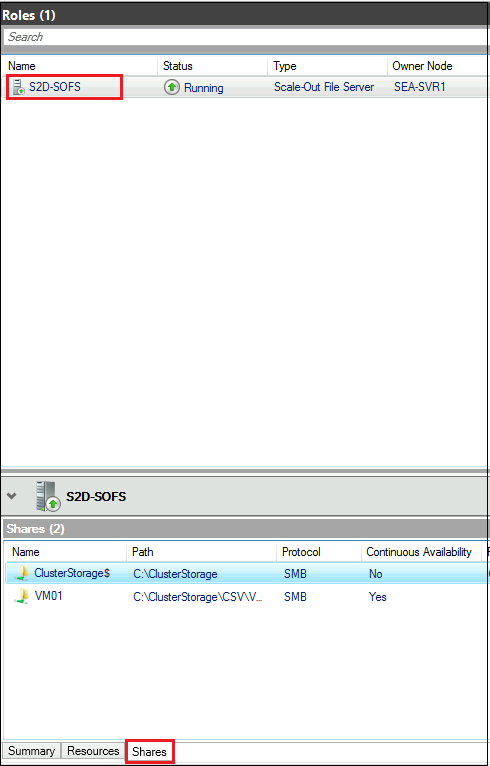 Roles (1)
Search
Name Status Type Owner Node
S2D-SOFS Running Scale-Out File Server SEA-SVR1
S2D-SOFS
Shares (2)
Name Path Protocol Continuous Availability
ClusterStorage$ C:\ClusterStorage SMB No
VM01 C:\ClusterStorage\CSV\V... SMB Yes
Summary Resources Shares